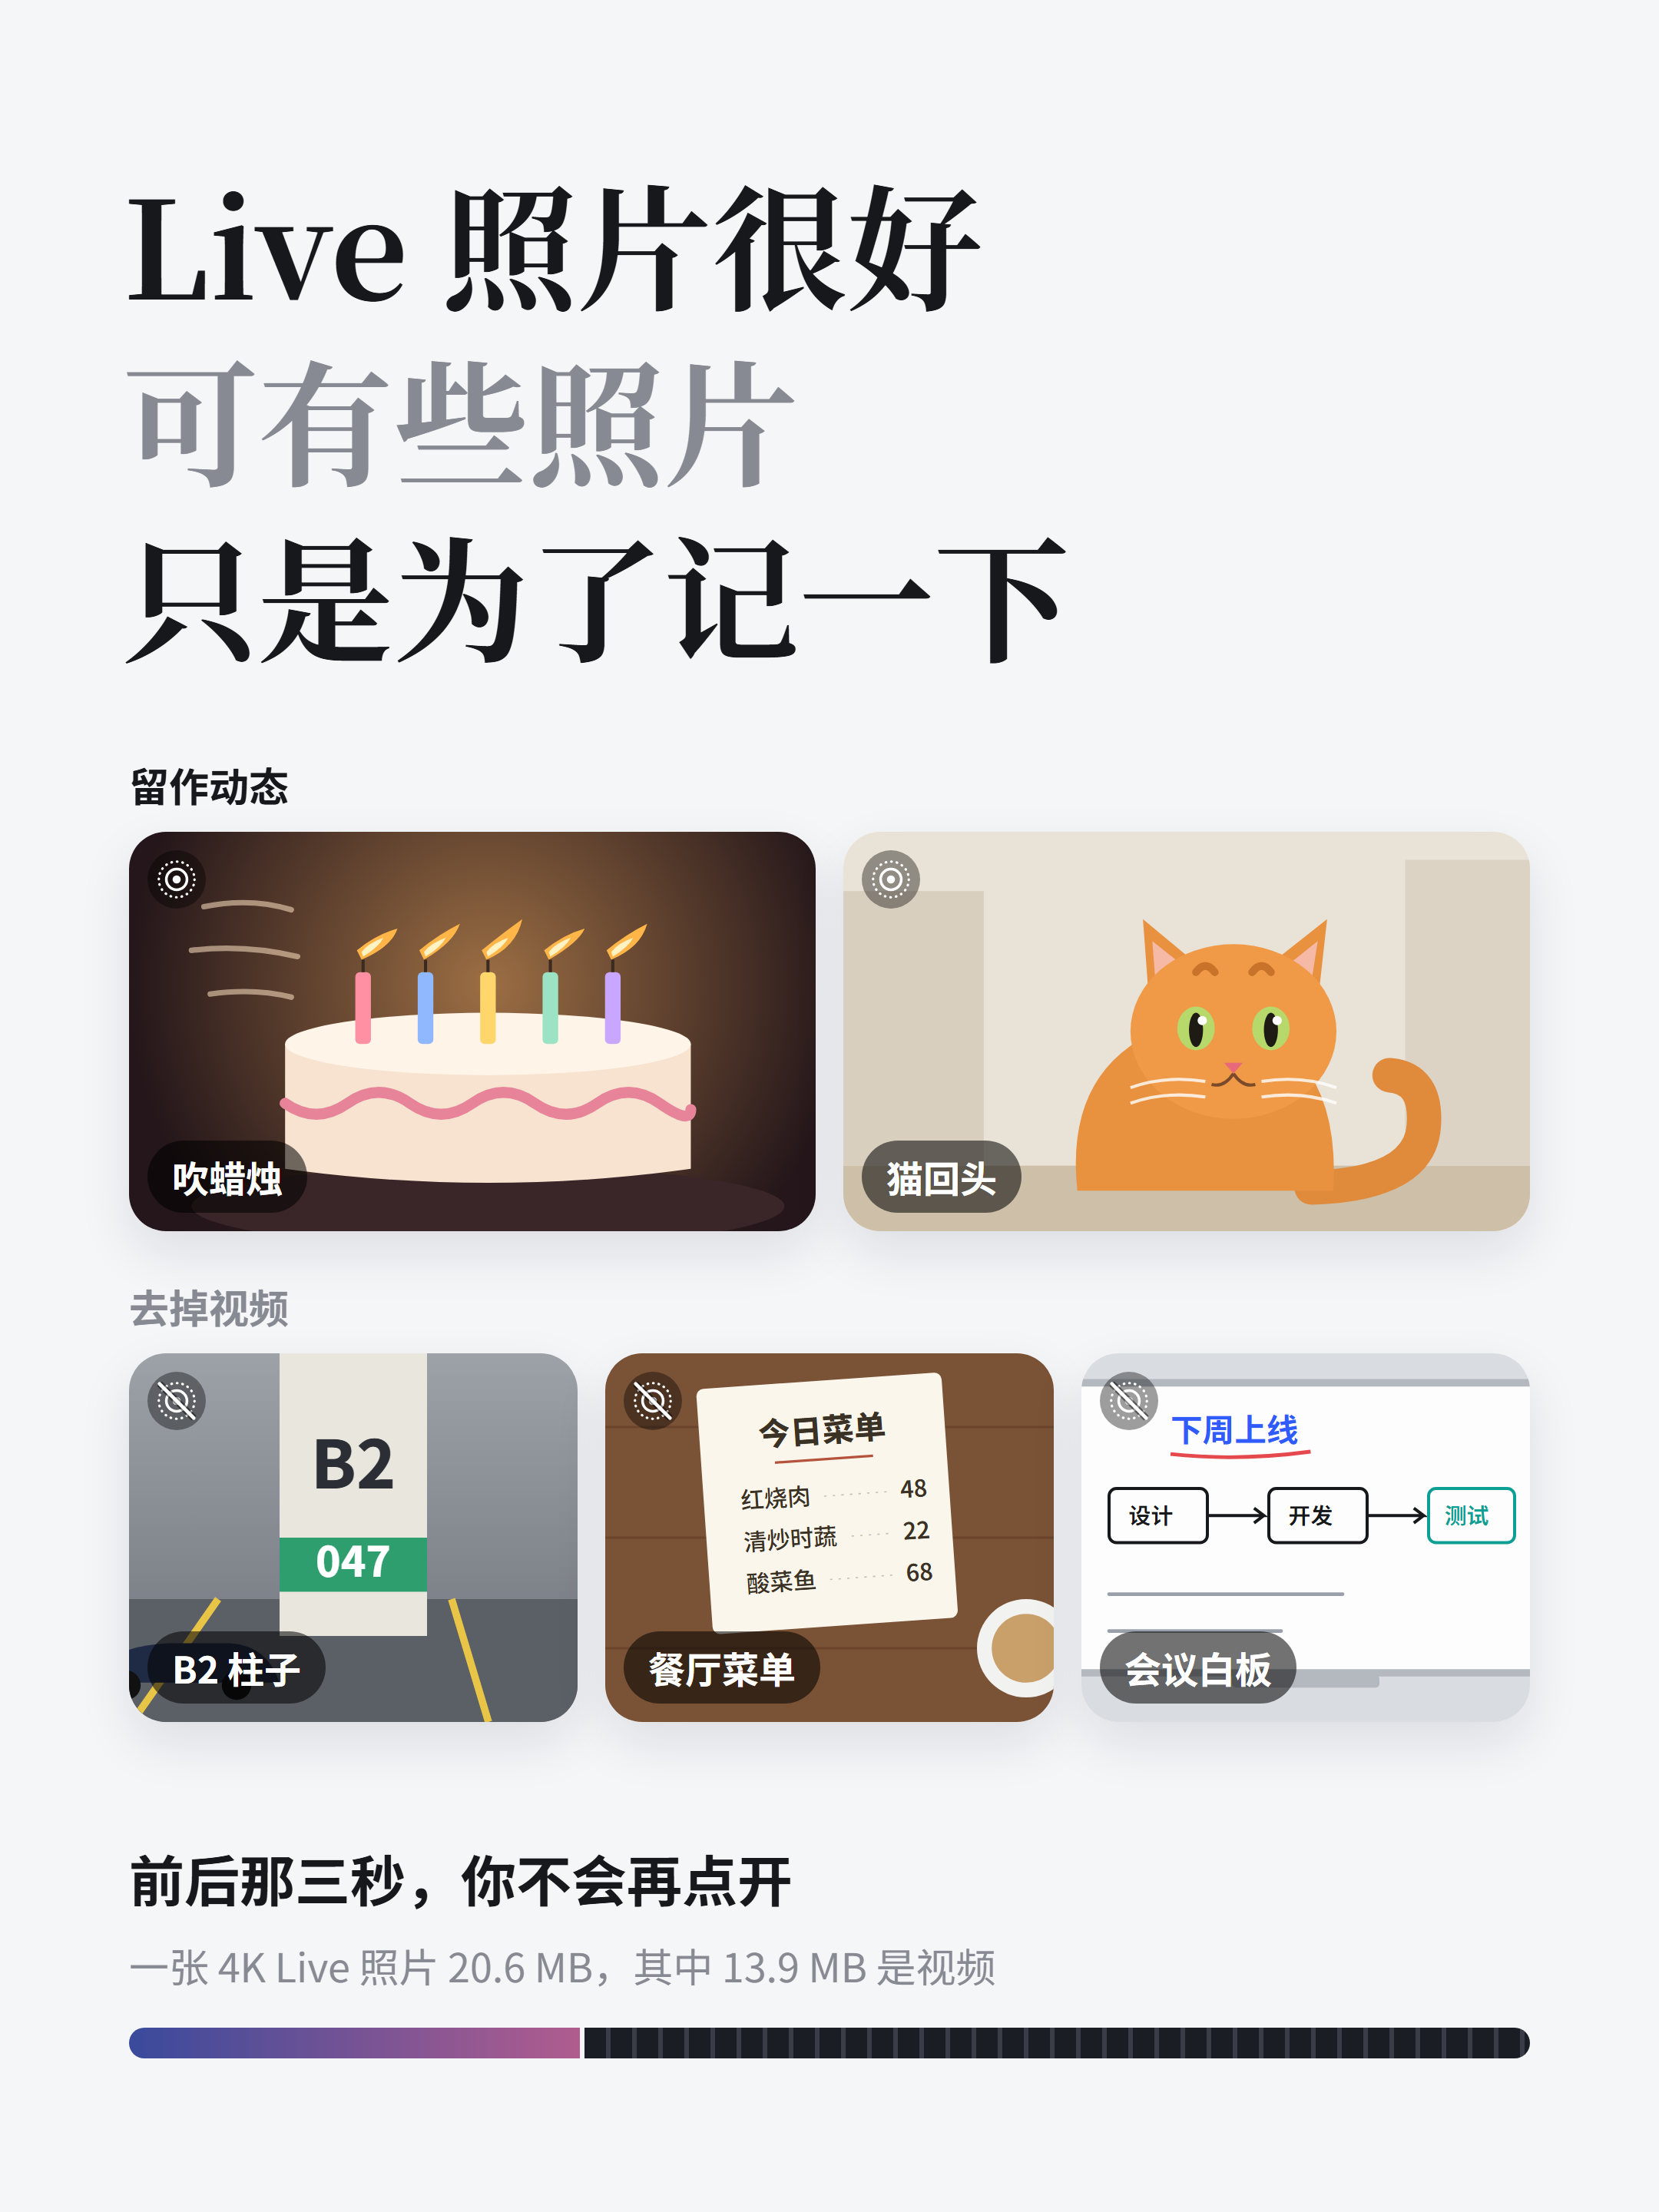 Live 照片很好
可有些照片
只是为了记一下
留作动态
吹蜡烛
猫回头
去掉视频
B2
047
B2 柱子
今日菜单
红烧肉 48
清炒时蔬 22
酸菜鱼 68
餐厅菜单
下周上线
设计 开发 测试
会议白板
前后那三秒，你不会再点开
一张 4K Live 照片 20.6 MB，其中 13.9 MB 是视频